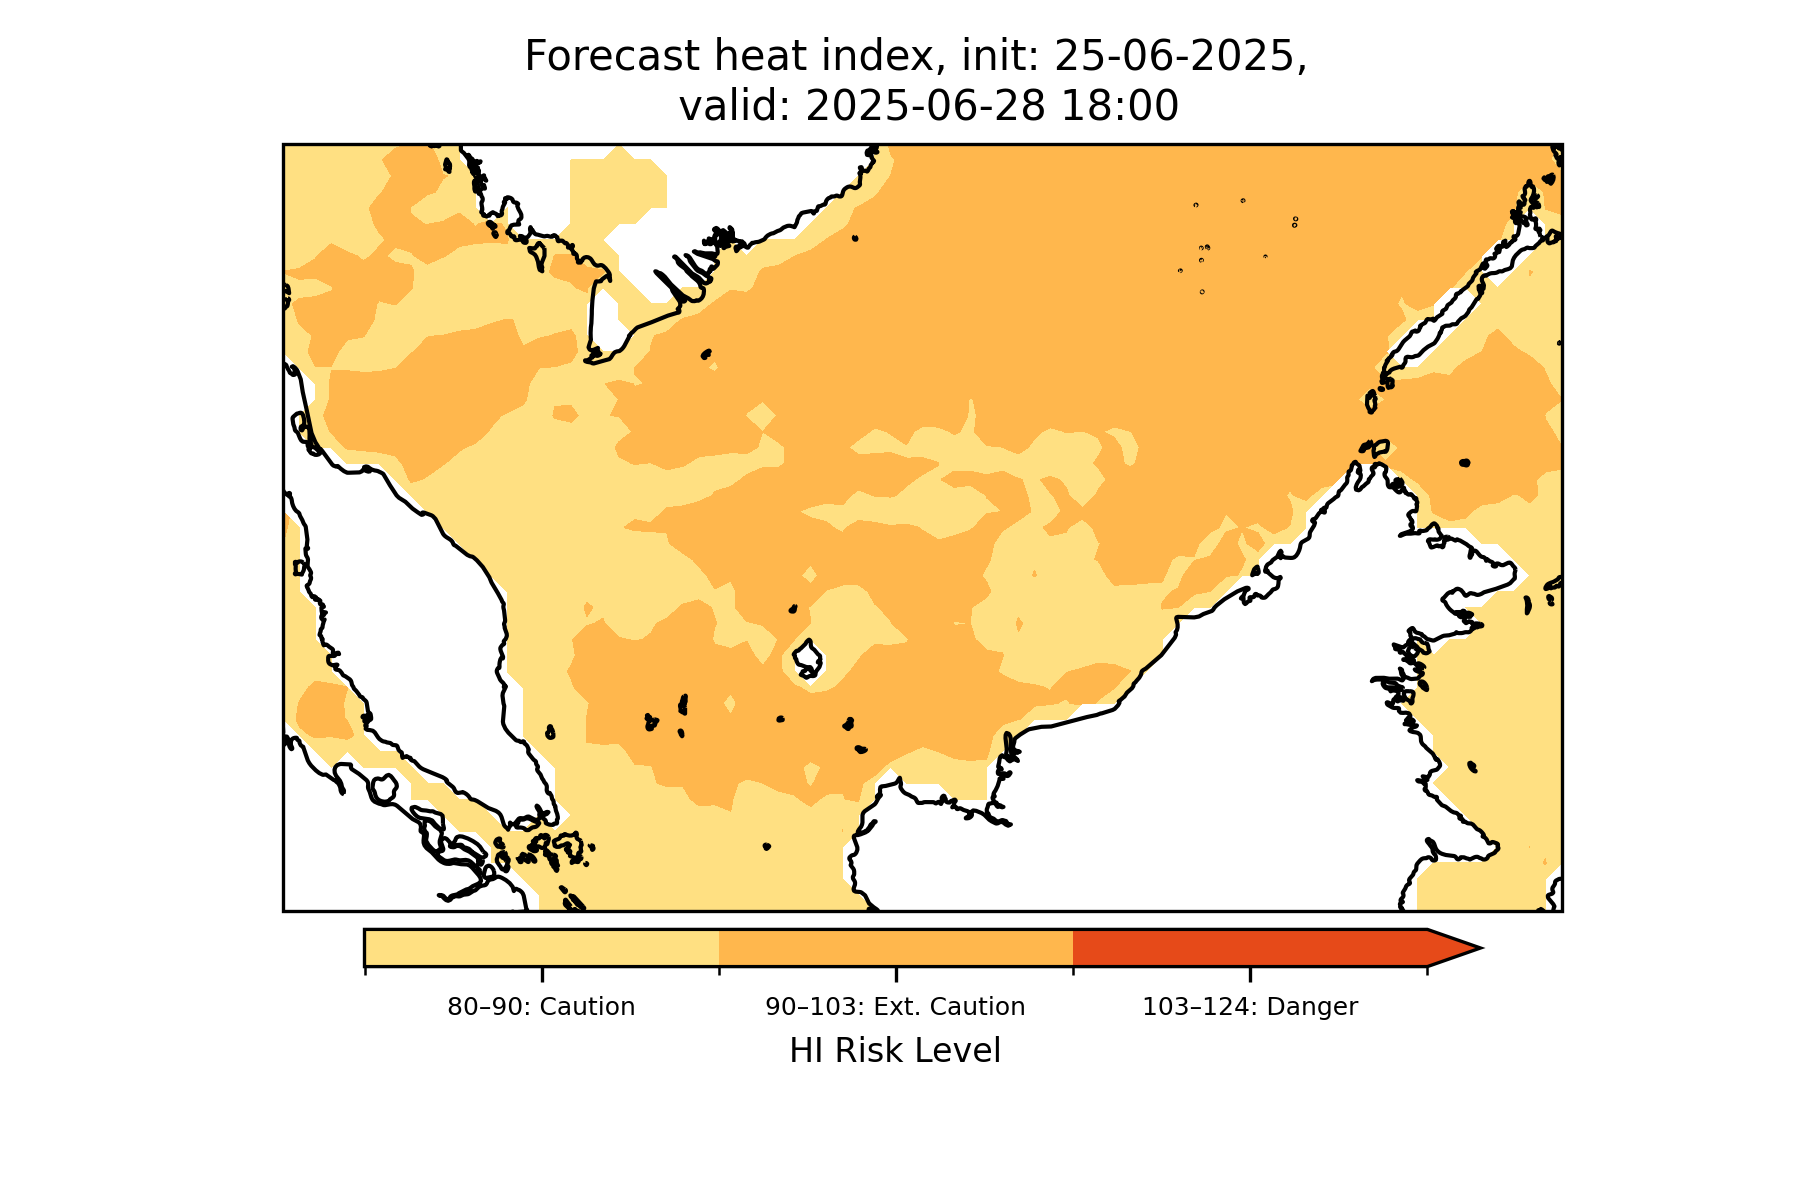 Forecast heat index, init: 25-06-2025,
valid: 2025-06-28 18:00
80–90: Caution
90–103: Ext. Caution
103–124: Danger
HI Risk Level